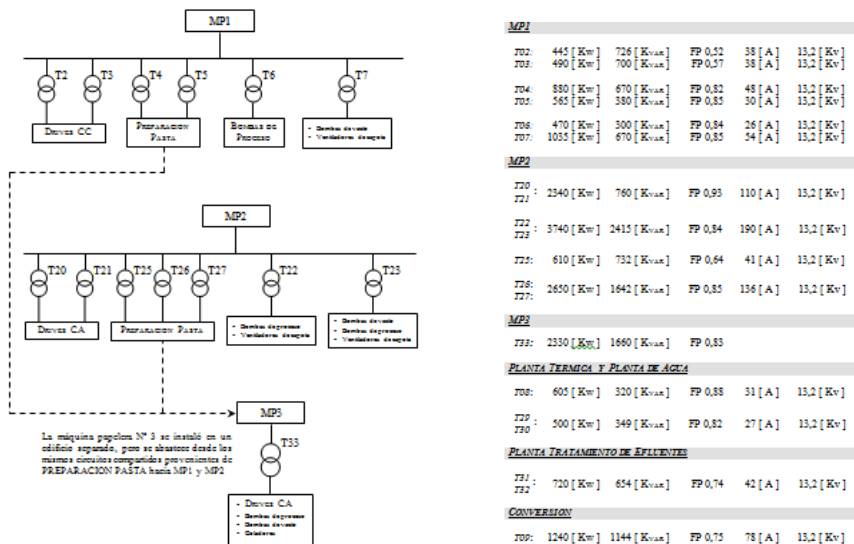 MP1
T2
T3
T4
T5
T6
T7
DRIVES CC
PREPARACION
PASTA
BOMBAS DE
PROCESO
• Bombas de vacío
• Ventiladores de sogeta
MP2
T20
T21
T25
T26
T27
T22
T23
DRIVES CA
PREPARACION PASTA
• Bombas de proceso
• Ventiladores de
• Bombas de vacío
• Bombas de proceso
• Ventiladores de
MP3
T33
La máquina papelera Nº 3 se instaló en un
edificio separado, pero se abastece desde los
mismos circuitos compartidos provenientes de
PREPARACION PASTA hacia MP1 y MP2
• Drives CA
• Bombas de proceso
• Bombas de vacío
•
MP1
T02: 445 [ KW ] 726 [ KVAR ] FP 0,52 38 [ A ] 13,2 [ KV ]
T03: 490 [ KW ] 700 [ KVAR ] FP 0,57 38 [ A ] 13,2 [ KV ]
T04: 880 [ KW ] 670 [ KVAR ] FP 0,82 48 [ A ] 13,2 [ KV ]
T05: 565 [ KW ] 380 [ KVAR ] FP 0,85 30 [ A ] 13,2 [ KV ]
T06: 470 [ KW ] 300 [ KVAR ] FP 0,84 26 [ A ] 13,2 [ KV ]
T07: 1035 [ KW ] 670 [ KVAR ] FP 0,85 54 [ A ] 13,2 [ KV ]
MP2
T20
T21 : 2340 [ KW ] 760 [ KVAR ] FP 0,93 110 [ A ] 13,2 [ KV ]
T22
T23 : 3740 [ KW ] 2415 [ KVAR ] FP 0,84 190 [ A ] 13,2 [ KV ]
T25: 610 [ KW ] 732 [ KVAR ] FP 0,64 41 [ A ] 13,2 [ KV ]
T26:
T27: 2650 [ KW ] 1642 [ KVAR ] FP 0,85 136 [ A ] 13,2 [ KV ]
MP3
T33: 2330 [ KW ] 1660 [ KVAR ] FP 0,83
PLANTA TERMICA Y PLANTA DE AGUA
T08: 605 [ KW ] 320 [ KVAR ] FP 0,88 31 [ A ] 13,2 [ KV ]
T29
T30 : 500 [ KW ] 349 [ KVAR ] FP 0,82 27 [ A ] 13,2 [ KV ]
PLANTA TRATAMIENTO DE EFLUENTES
T31
T32 : 720 [ KW ] 654 [ KVAR ] FP 0,74 42 [ A ] 13,2 [ KV ]
CONVERSION
T09: 1240 [ KW ] 1144 [ KVAR ] FP 0,75 78 [ A ] 13,2 [ KV ]